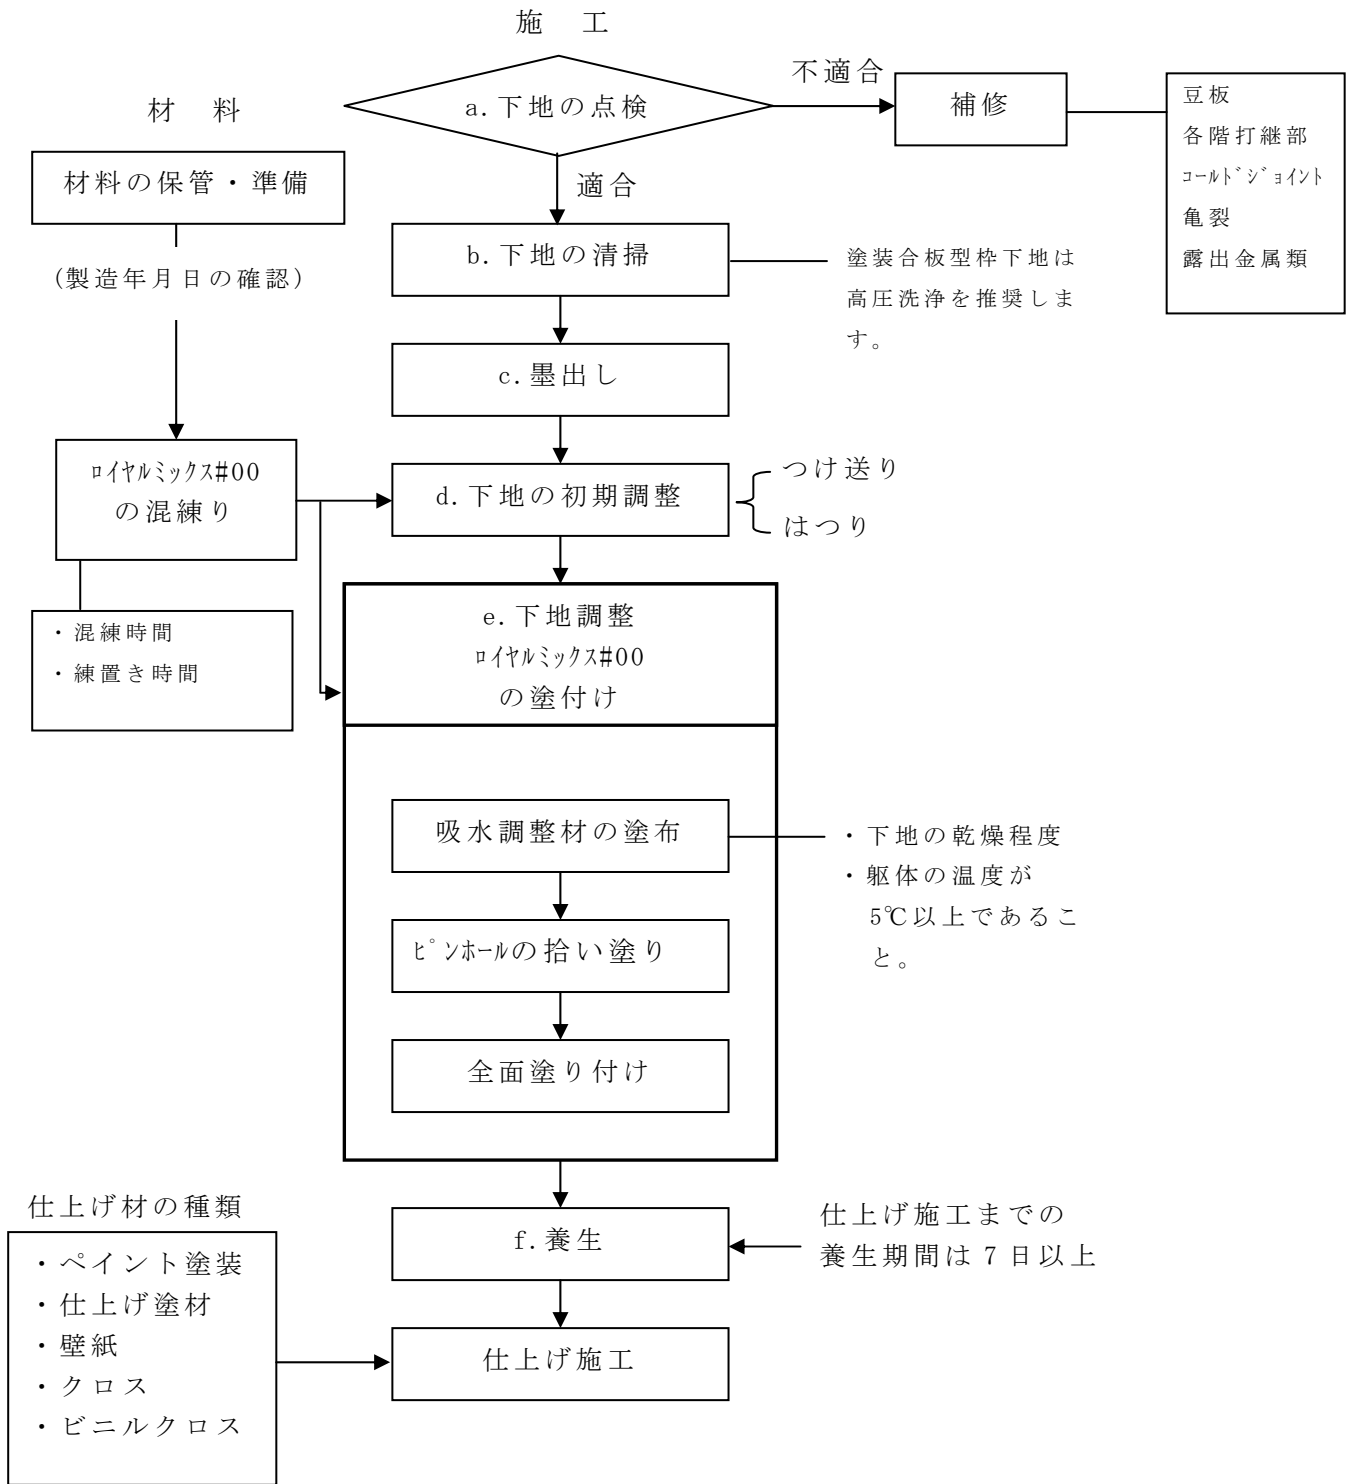 施　工
a.下地の点検
不適合
補修
豆板
各階打継部
ｺｰﾙﾄﾞｼﾞｮｲﾝﾄ
亀裂
露出金属類
材　料
材料の保管・準備
(製造年月日の確認)
適合
b.下地の清掃
塗装合板型枠下地は
高圧洗浄を推奨しま
す。
c.墨出し
ﾛｲﾔﾙﾐｯｸｽ#00
の混練り
d.下地の初期調整
つけ送り
はつり
・混練時間
・練置き時間
e.下地調整
ﾛｲﾔﾙﾐｯｸｽ#00
の塗付け
吸水調整材の塗布
・下地の乾燥程度
・躯体の温度が
5℃以上であるこ
と。
ﾋﾟﾝﾎｰﾙの拾い塗り
全面塗り付け
f.養生
仕上げ施工までの
養生期間は７日以上
仕上げ材の種類
・ペイント塗装
・仕上げ塗材
・壁紙
・クロス
・ビニルクロス
仕上げ施工